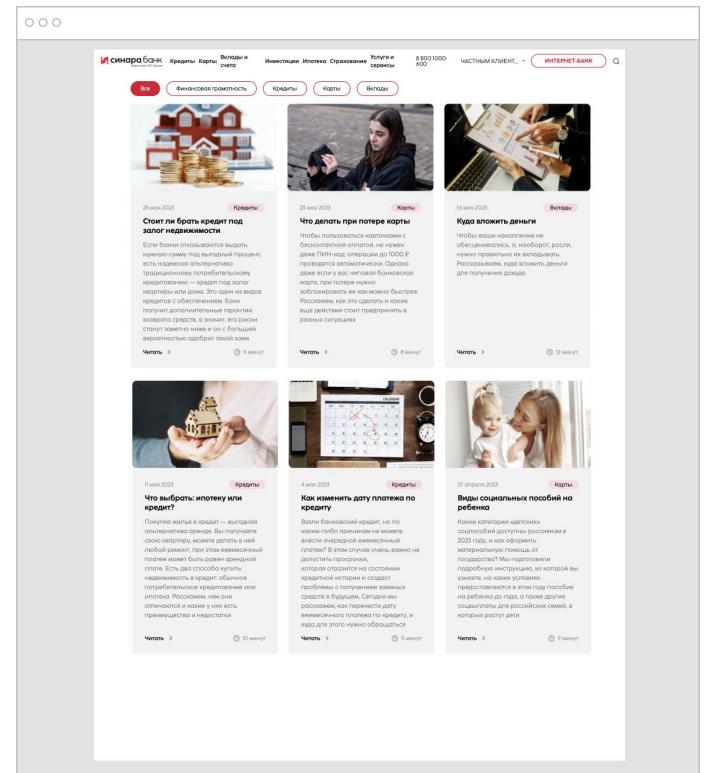 синара банк
Кредиты Карты Вклады и счета Инвестиции Ипотека Страхование Услуги и сервисы 8 800 1000 600 ЧАСТНЫМ КЛИЕНТ... ИНТЕРНЕТ-БАНК
Все Финансовая грамотность Кредиты Карты Вклады
25 мая 2023 Кредиты
Стоит ли брать кредит под
залог недвижимости
Если банки отказываются выдать
нужную сумму под выгодный процент,
есть надежная альтернатива
традиционному потребительскому
кредитованию — кредит под залог
квартиры или дома. Это один из видов
кредитов с обеспечением. Банк
получит дополнительные гарантии
возврата средств, а значит, его риски
станут заметно ниже и он с большей
вероятностью одобрит такой заем
Читать > 9 минут
23 мая 2023 Карты
Что делать при потере карты
Чтобы пользоваться карточками с
бесконтактной оплатой, не нужен
даже ПИН-код: операции до 1000 ₽
проводятся автоматически. Однако
даже если у вас чиповая банковская
карта, при потере нужно
заблокировать ее как можно быстрее.
Расскажем, как это сделать и какие
еще действия стоит предпринять в
разных ситуациях
Читать > 8 минут
16 мая 2023 Вклады
Куда вложить деньги
Чтобы ваши накопления не
обесценивались, а, наоборот, росли,
нужно правильно их вкладывать.
Рассказываем, куда вложить деньги
для получения дохода
Читать > 12 минут
CALENDAR
11 мая 2023 Кредиты
Что выбрать: ипотеку или
кредит?
Покупка жилья в кредит — выгодная
альтернатива аренде. Вы получаете
свою квартиру, можете делать в ней
любой ремонт, при этом ежемесячный
платеж может быть равен арендной
плате. Есть два способа купить
недвижимость в кредит: обычное
потребительское кредитование или
ипотека. Расскажем, чем они
отличаются и какие у них есть
преимущества и недостатки
Читать > 10 минут
4 мая 2023 Кредиты
Как изменить дату платежа по
кредиту
Взяли банковский кредит, но по
каким-либо причинам не можете
внести очередной ежемесячный
платеж? В этом случае очень важно не
допустить просрочки,
которая отразится на состоянии
кредитной истории и создаст
проблемы с получением заемных
средств в будущем. Сегодня мы
расскажем, как перенести дату
ежемесячного платежа по кредиту, и
куда для этого нужно обращаться
Читать > 11 минут
27 апреля 2023 Карты
Виды социальных пособий на
ребенка
Какие категории «детских»
соцпособий доступны россиянам в
2023 году, и как оформить
материальную помощь от
государства? Мы подготовили
подробную инструкцию, из которой вы
узнаете, на каких условиях
предоставляются в этом году пособие
на ребенка до года, а также другие
соцвыплаты для российских семей, в
которых растут дети
Читать > 9 минут